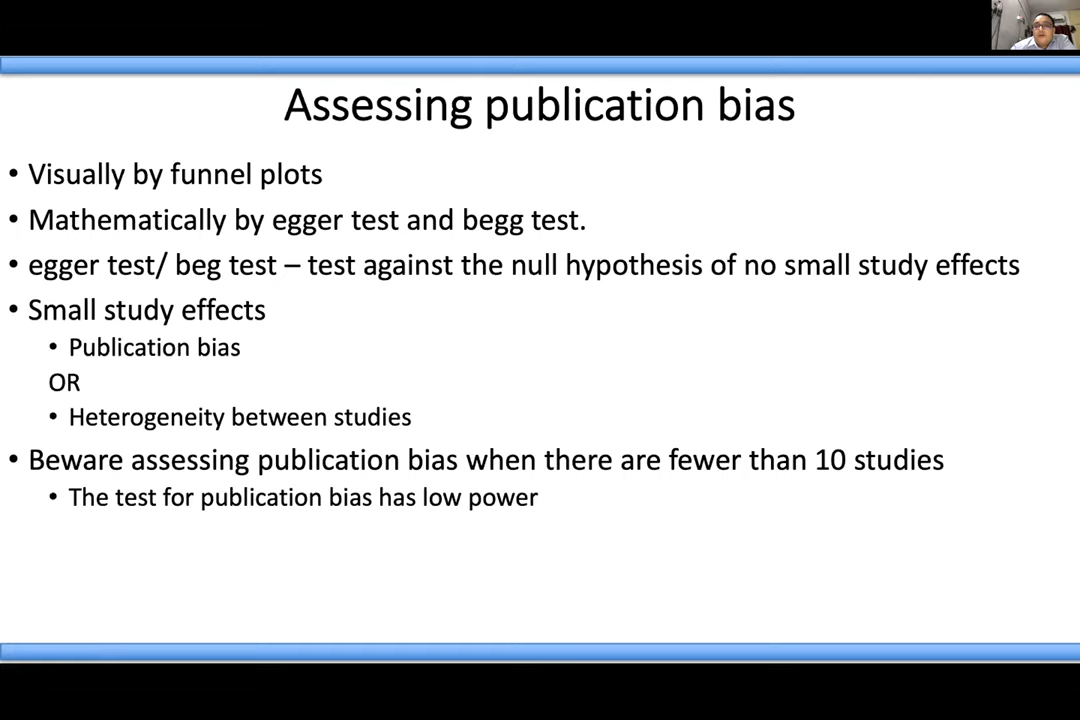 Assessing publication bias
• Visually by funnel plots
• Mathematically by egger test and begg test.
• egger test/ beg test – test against the null hypothesis of no small study effects
• Small study effects
• Publication bias
OR
• Heterogeneity between studies
• Beware assessing publication bias when there are fewer than 10 studies
• The test for publication bias has low power